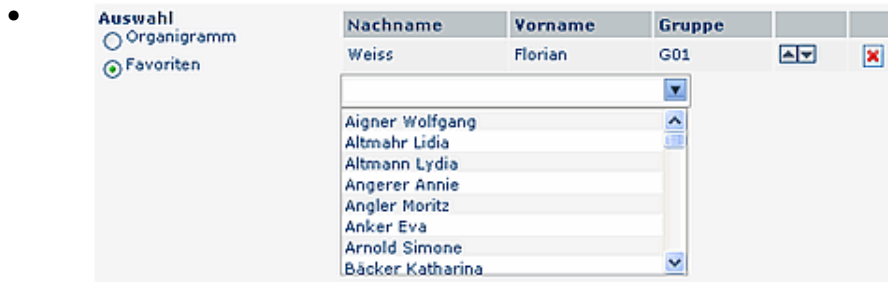 Auswahl
Organigramm
Favoriten
Nachname Vorname Gruppe
Weiss Florian G01
Aigner Wolfgang
Altmahr Lidia
Altmann Lydia
Angerer Annie
Angler Moritz
Anker Eva
Arnold Simone
Bäcker Katharina